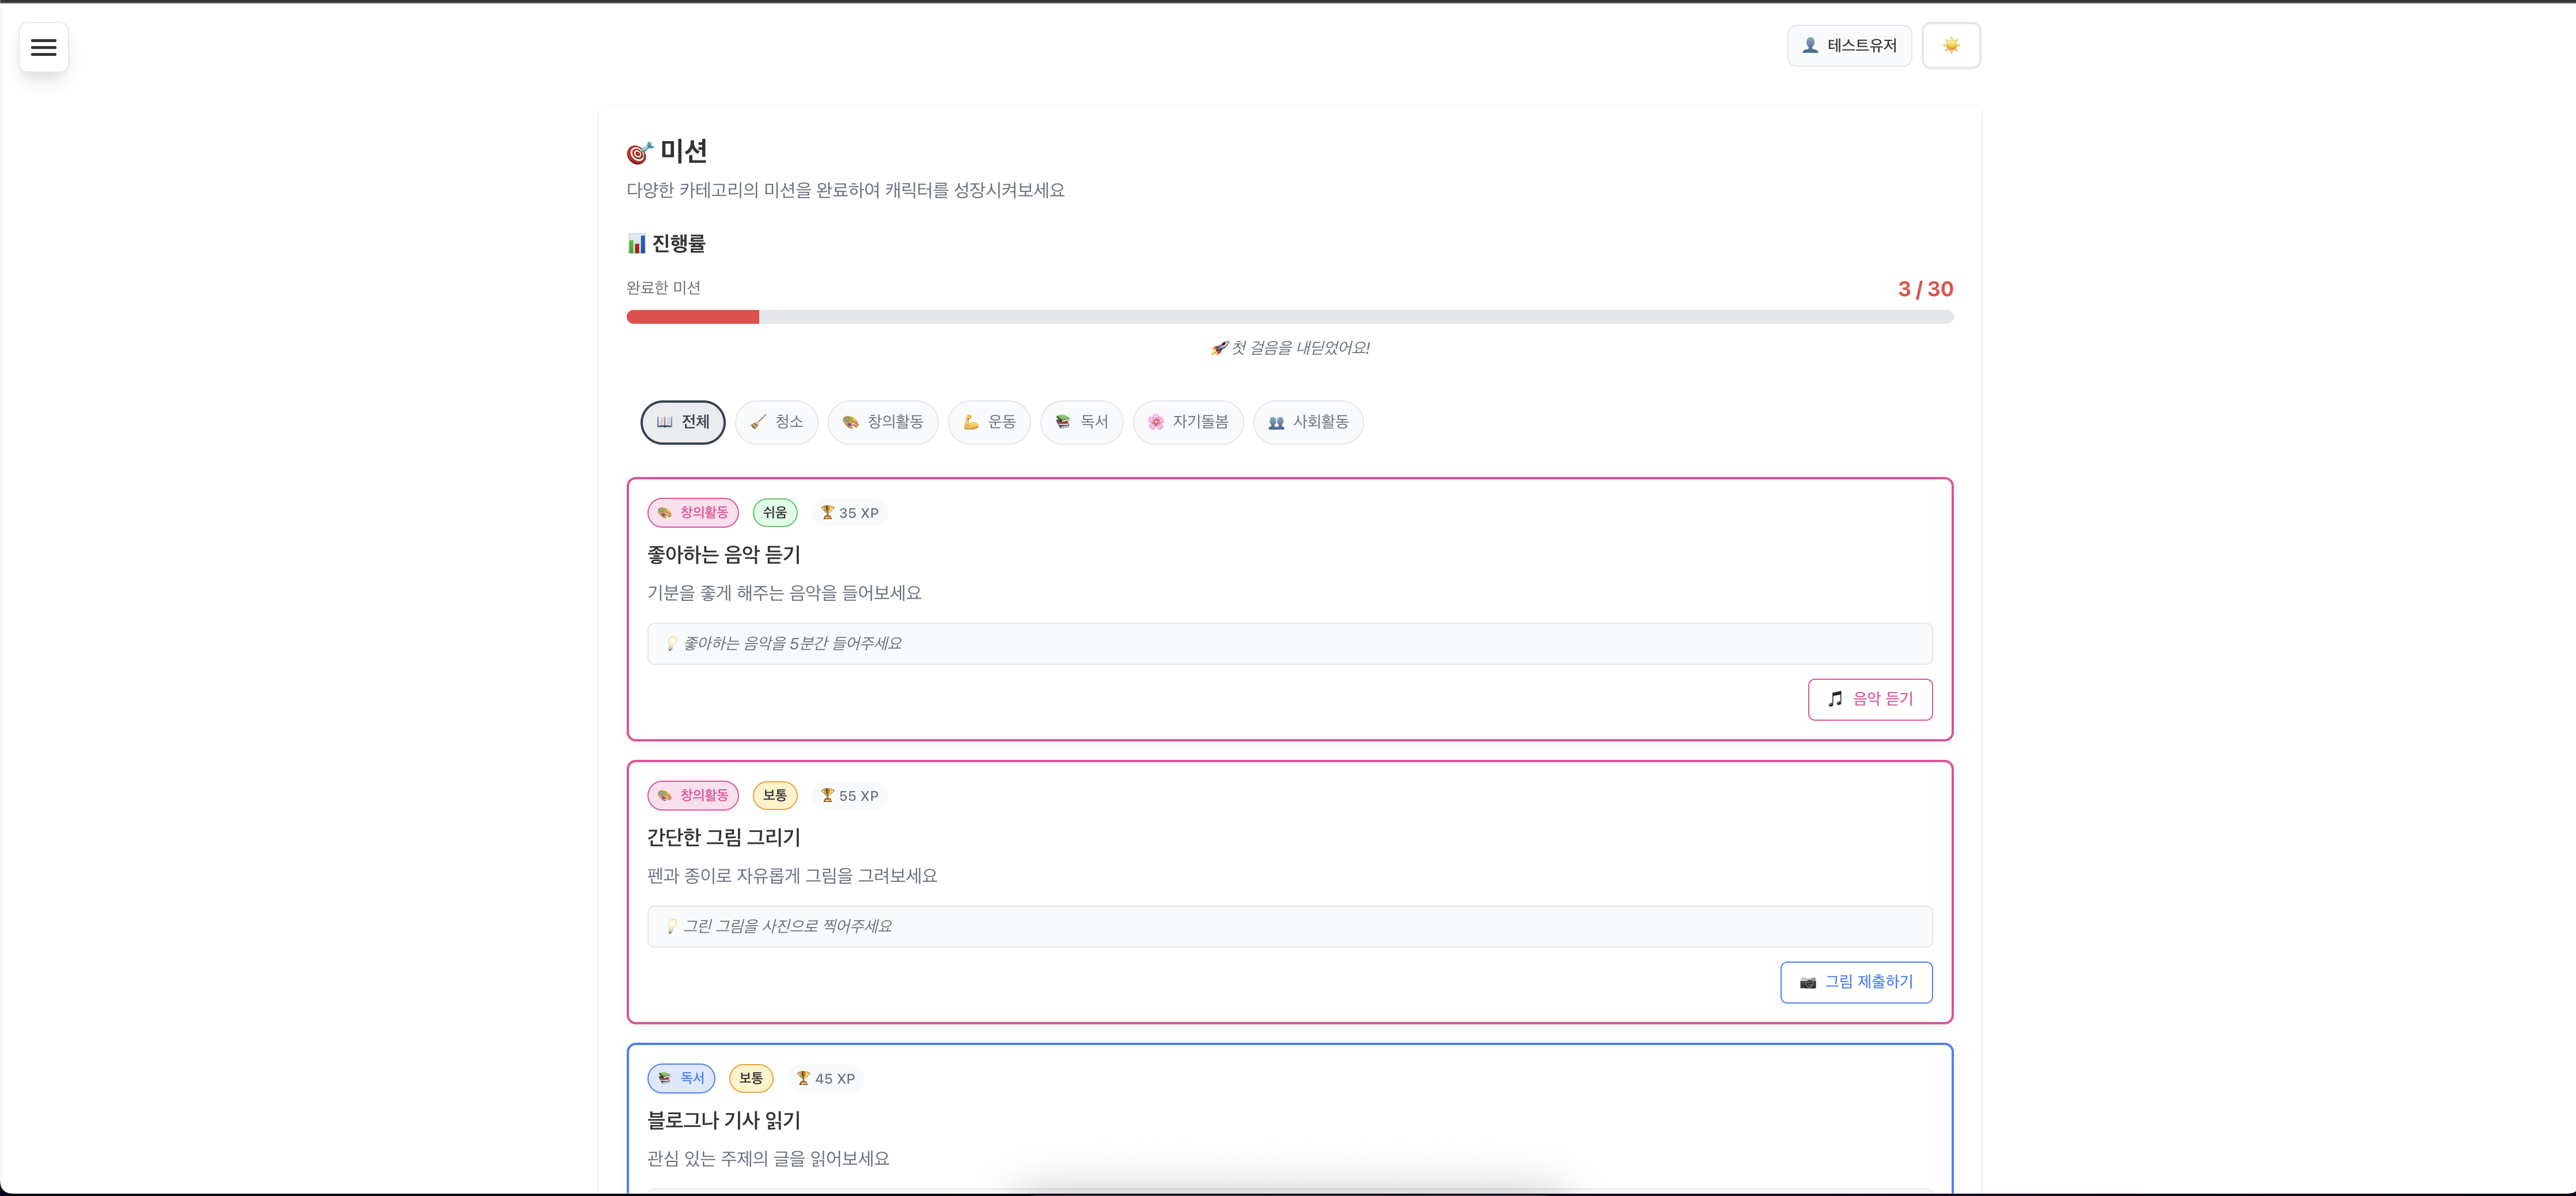 테스트유저
미션
다양한 카테고리의 미션을 완료하여 캐릭터를 성장시켜보세요
진행률
완료한 미션
3 / 30
첫 걸음을 내딛었어요!
전체 청소 창의활동 운동 독서 자기돌봄 사회활동
창의활동 쉬움 35 XP
좋아하는 음악 듣기
기분을 좋게 해주는 음악을 들어보세요
좋아하는 음악을 5분간 들어주세요
음악 듣기
창의활동 보통 55 XP
간단한 그림 그리기
펜과 종이로 자유롭게 그림을 그려보세요
그린 그림을 사진으로 찍어주세요
그림 제출하기
독서 보통 45 XP
블로그나 기사 읽기
관심 있는 주제의 글을 읽어보세요